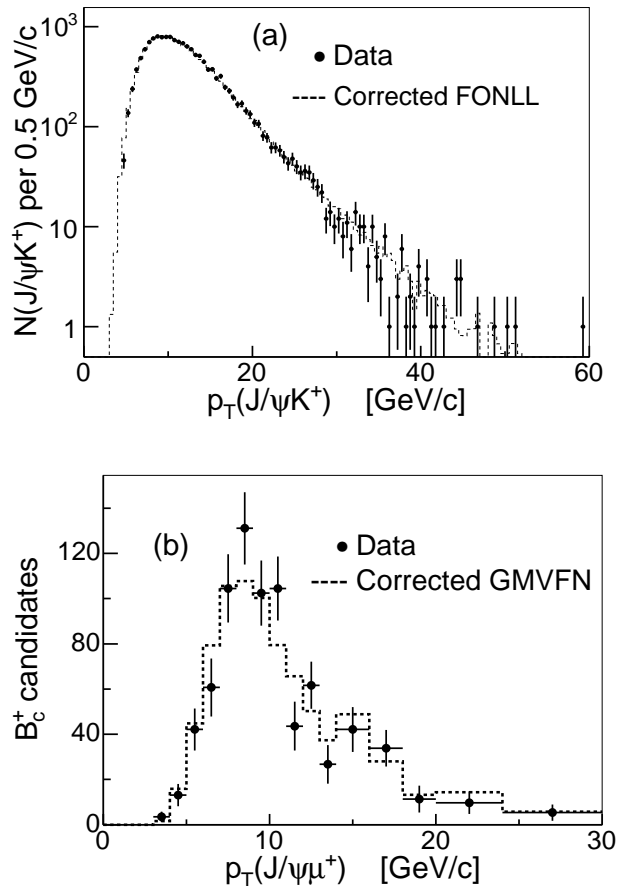 (a)
Data
Corrected FONLL
N(J/ψK⁺) per 0.5 GeV/c
10³
10²
10
1
0 20 40 60
p_T(J/ψK⁺) [GeV/c]
(b)
Data
Corrected GMVFN
B_c⁺ candidates
120
80
40
0
0 10 20 30
p_T(J/ψμ⁺) [GeV/c]